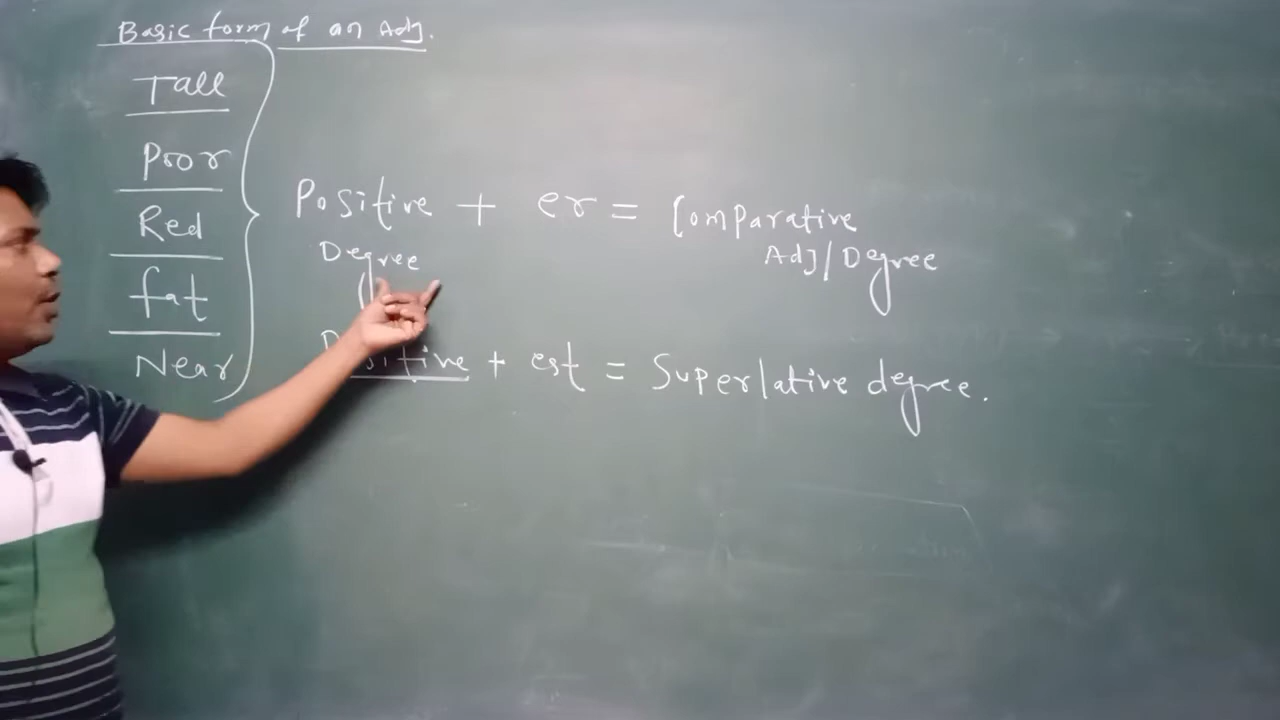 Basic form of an Adj.
Tall
Poor
Red
fat
Near
Positive + er = Comparative
Degree Adj/Degree
Positive + est = Superlative degree.